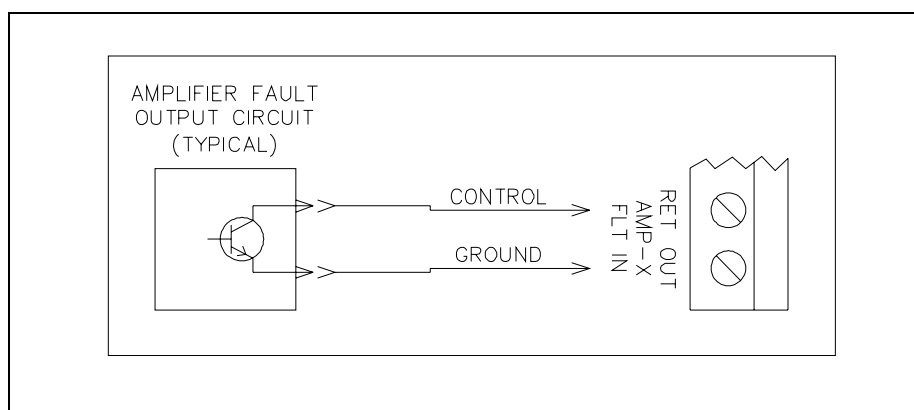 AMPLIFIER FAULT
OUTPUT CIRCUIT
(TYPICAL)
CONTROL
GROUND
RET OUT
AMP-X
FLT IN